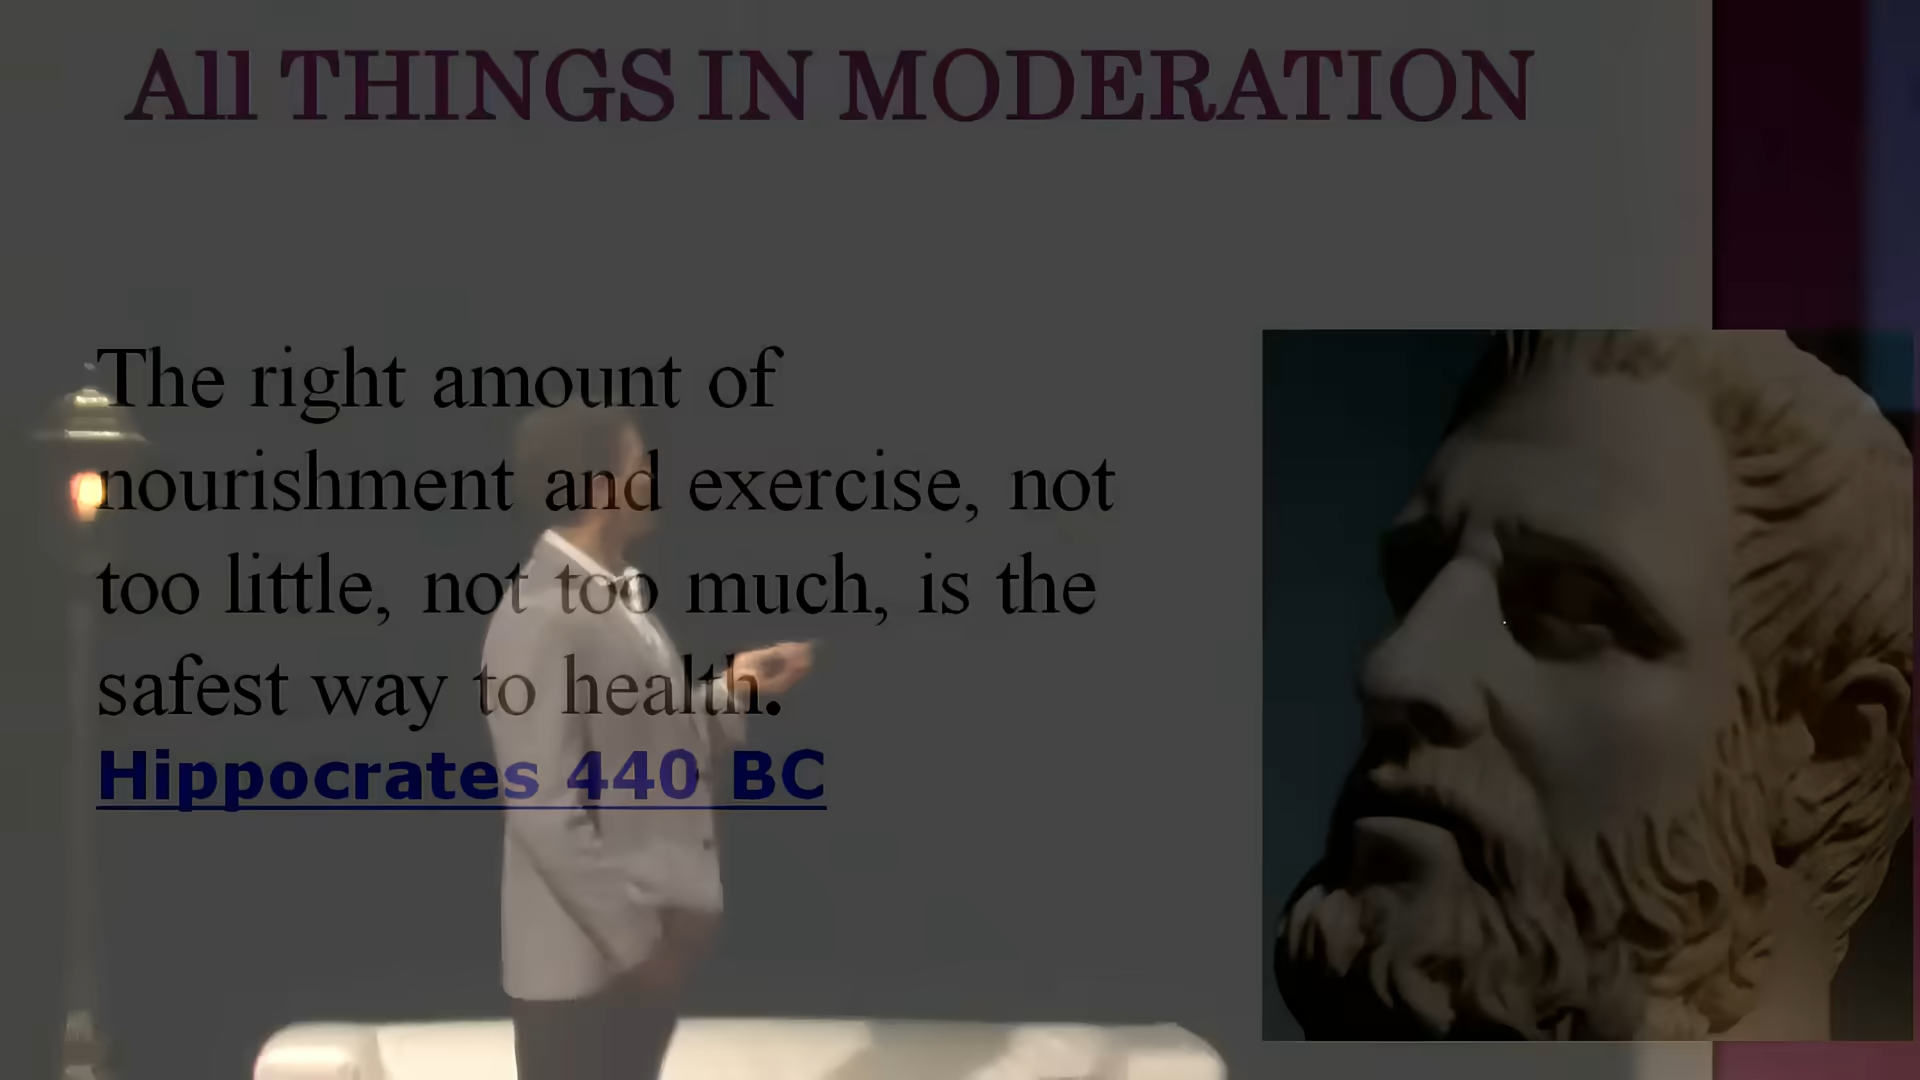 All THINGS IN MODERATION
The right amount of
nourishment and exercise, not
too little, not too much, is the
safest way to health.
Hippocrates 440 BC